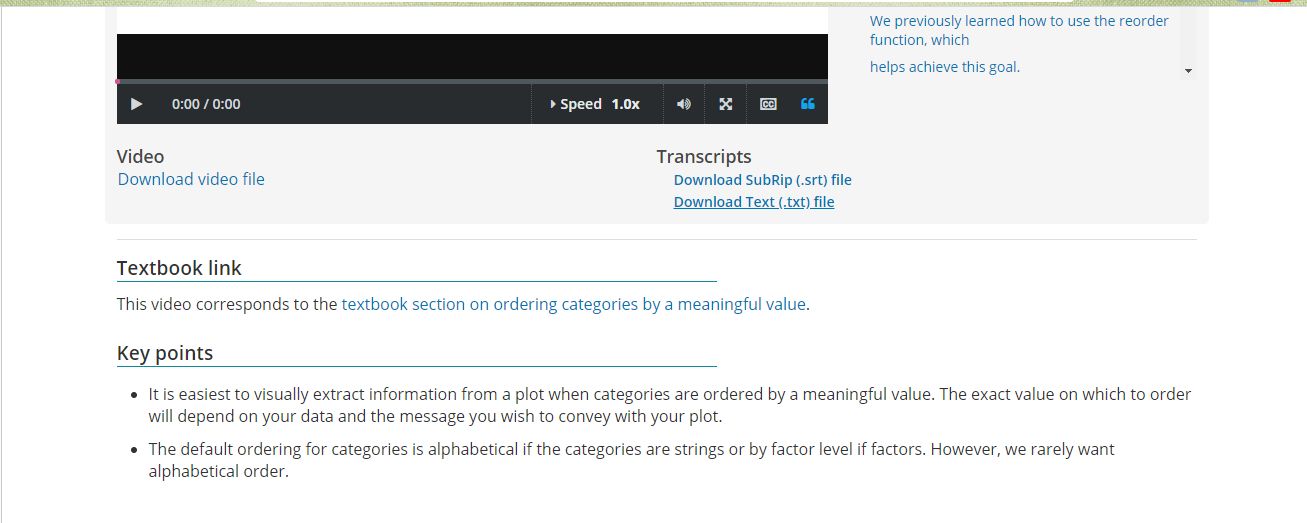 We previously learned how to use the reorder
function, which
helps achieve this goal.
0:00 / 0:00
Speed 1.0x
CC
Video
Download video file
Transcripts
Download SubRip (.srt) file
Download Text (.txt) file
Textbook link
This video corresponds to the textbook section on ordering categories by a meaningful value.
Key points
It is easiest to visually extract information from a plot when categories are ordered by a meaningful value. The exact value on which to order
will depend on your data and the message you wish to convey with your plot.
The default ordering for categories is alphabetical if the categories are strings or by factor level if factors. However, we rarely want
alphabetical order.